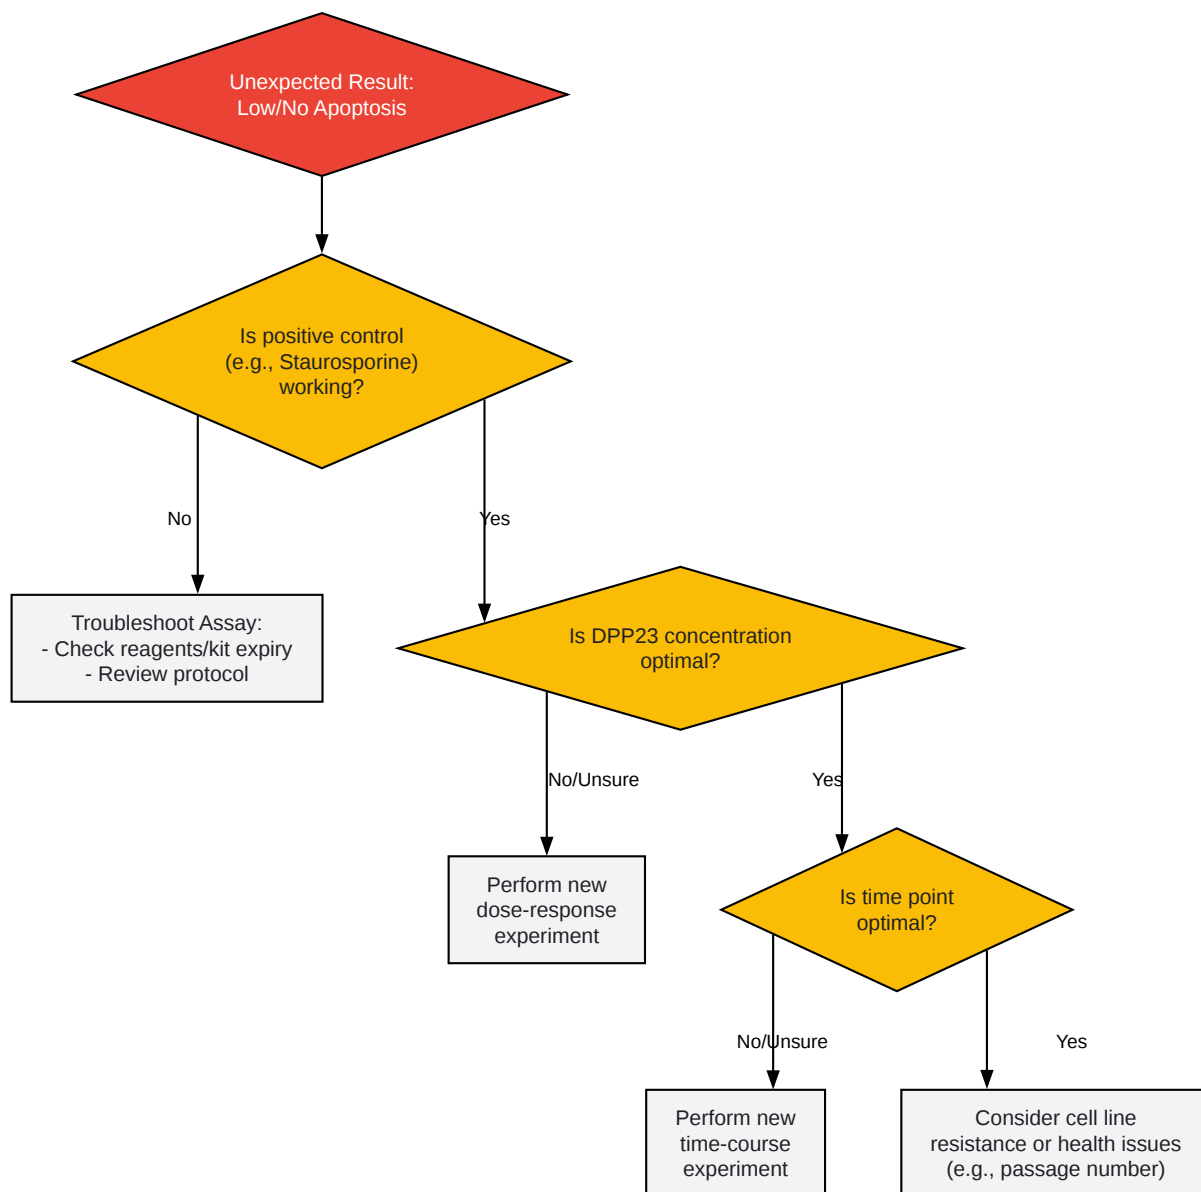 Unexpected Result:
Low/No Apoptosis
Is positive control
(e.g., Staurosporine)
working?
No
Yes
Troubleshoot Assay:
- Check reagents/kit expiry
- Review protocol
Is DPP23 concentration
optimal?
No/Unsure
Yes
Perform new
dose-response
experiment
Is time point
optimal?
No/Unsure
Yes
Perform new
time-course
experiment
Consider cell line
resistance or health issues
(e.g., passage number)